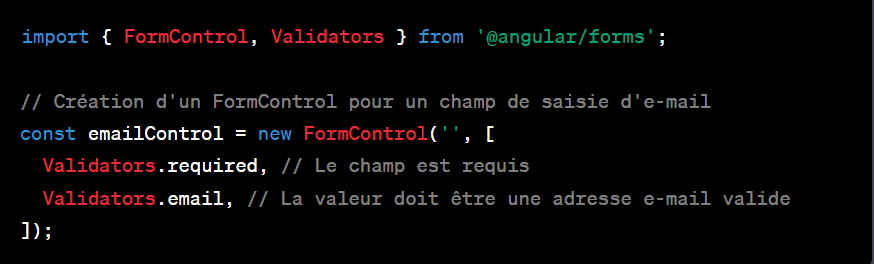 import { FormControl, Validators } from '@angular/forms';
// Création d'un FormControl pour un champ de saisie d'e-mail
const emailControl = new FormControl('', [
Validators.required, // Le champ est requis
Validators.email, // La valeur doit être une adresse e-mail valide
]);